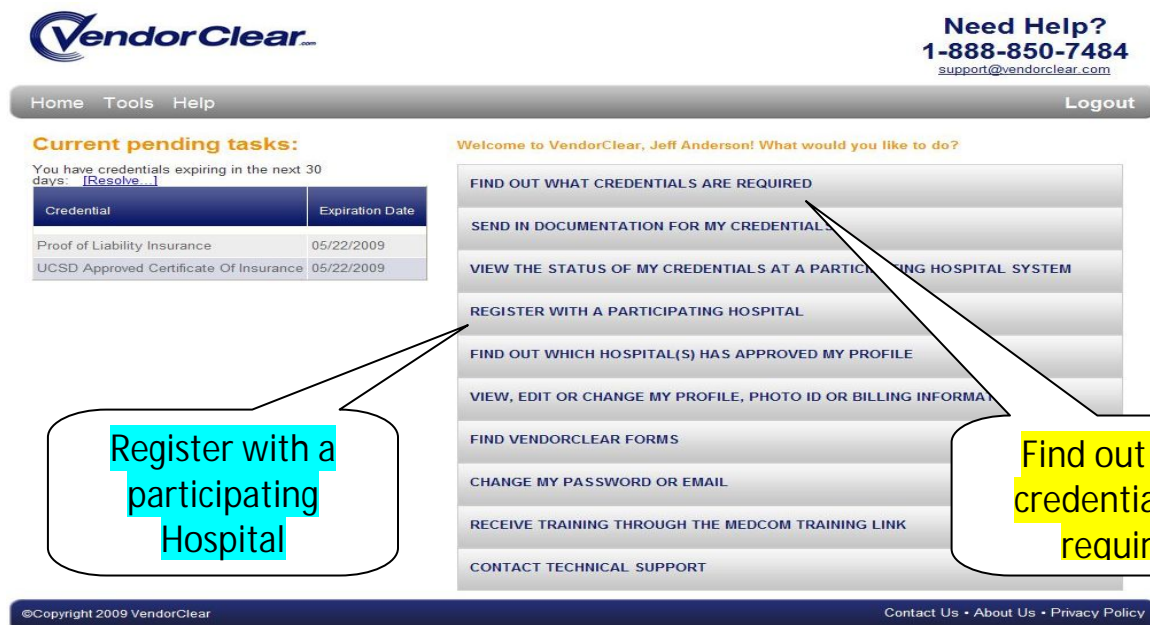 VendorClear.com
Need Help?
1-888-850-7484
support@vendorclear.com
Home Tools Help Logout
Current pending tasks:
You have credentials expiring in the next 30
days: [Resolve...]
Credential Expiration Date
Proof of Liability Insurance 05/22/2009
UCSD Approved Certificate Of Insurance 05/22/2009
Welcome to VendorClear, Jeff Anderson! What would you like to do?
FIND OUT WHAT CREDENTIALS ARE REQUIRED
SEND IN DOCUMENTATION FOR MY CREDENTIALS
VIEW THE STATUS OF MY CREDENTIALS AT A PARTICIPATING HOSPITAL SYSTEM
REGISTER WITH A PARTICIPATING HOSPITAL
FIND OUT WHICH HOSPITAL(S) HAS APPROVED MY PROFILE
VIEW, EDIT OR CHANGE MY PROFILE, PHOTO ID OR BILLING
FIND VENDORCLEAR FORMS
CHANGE MY PASSWORD OR EMAIL
RECEIVE TRAINING THROUGH THE MEDCOM TRAINING LINK
CONTACT TECHNICAL SUPPORT
Register with a
participating
Hospital
Find out
©Copyright 2009 VendorClear
Contact Us • About Us • Privacy Policy